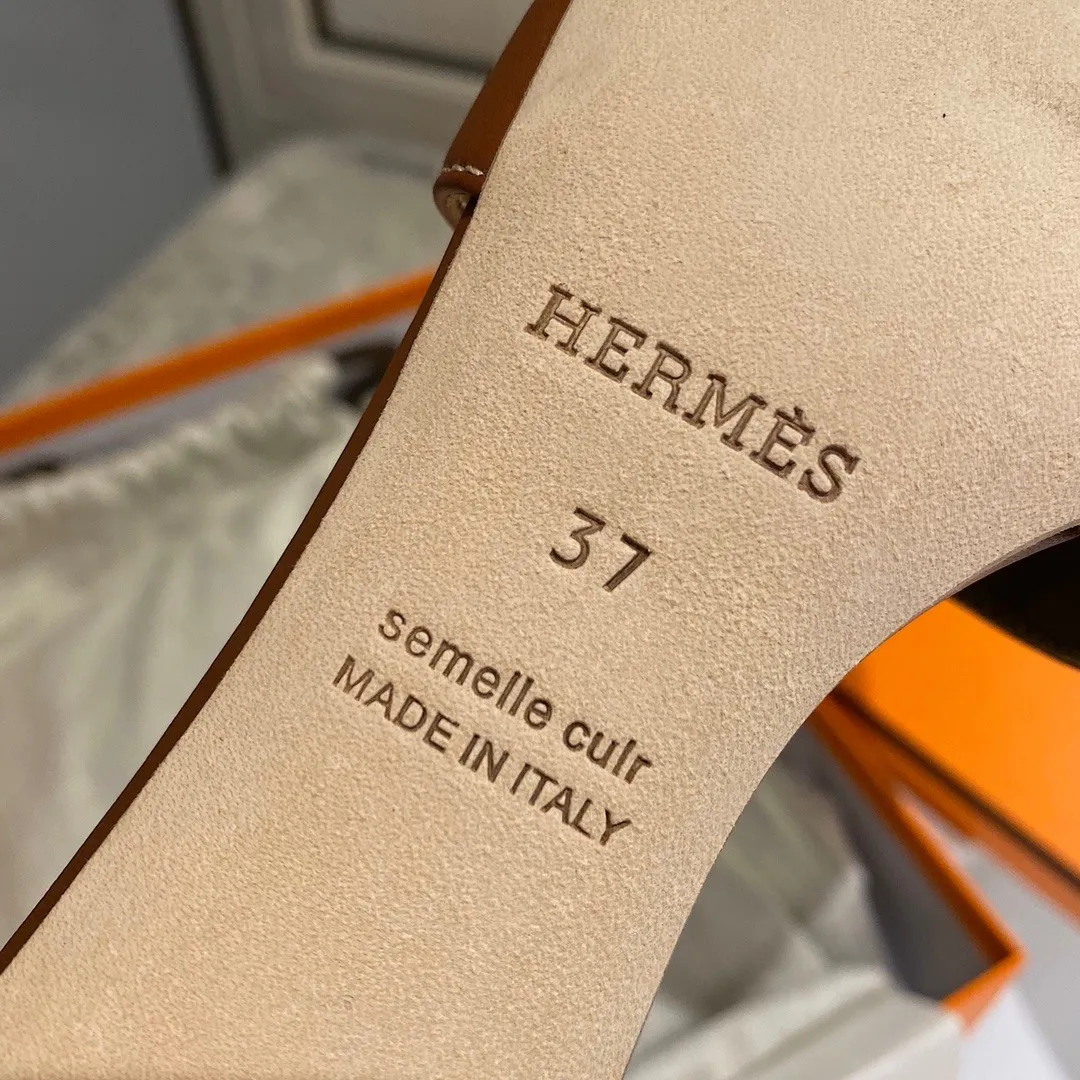 HERMÈS
37
semelle cuir
MADE IN ITALY